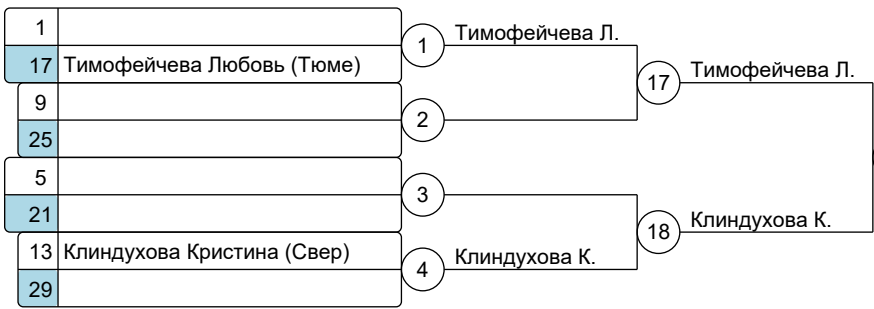 1
17 Тимофейчева Любовь (Тюме)
1
Тимофейчева Л.
9
25
2
17
Тимофейчева Л.
5
21
3
13 Клиндухова Кристина (Свер)
29
4
Клиндухова К.
18
Клиндухова К.